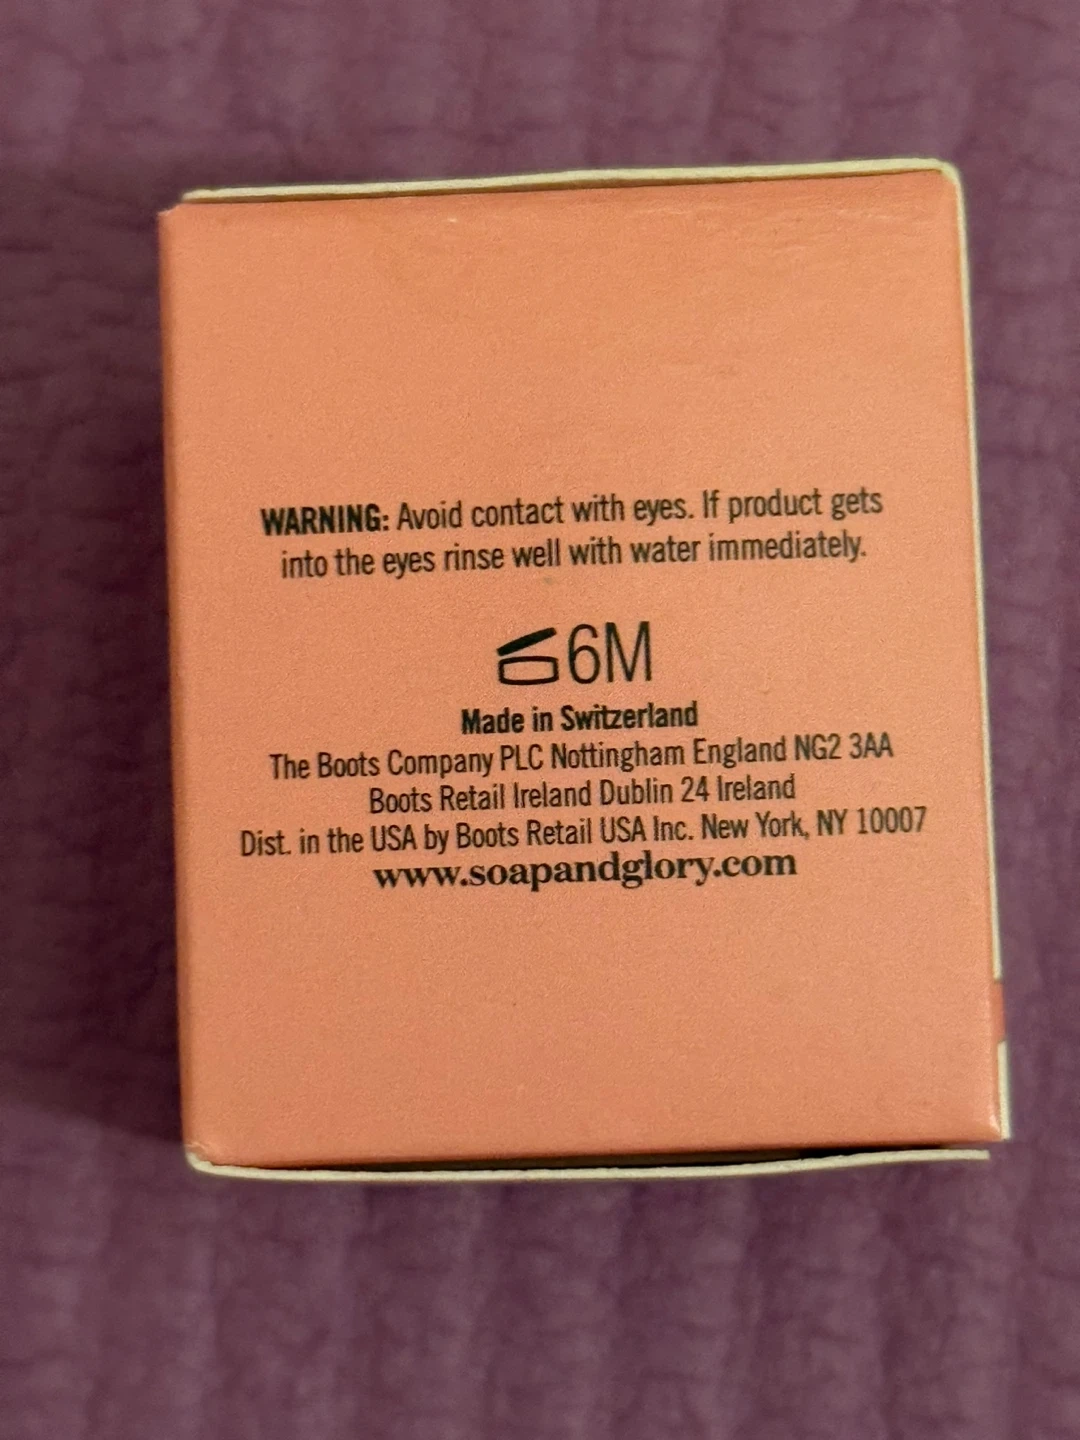 WARNING: Avoid contact with eyes. If product gets
into the eyes rinse well with water immediately.
6M
Made in Switzerland
The Boots Company PLC Nottingham England NG2 3AA
Boots Retail Ireland Dublin 24 Ireland
Dist. in the USA by Boots Retail USA Inc. New York, NY 10007
www.soapandglory.com